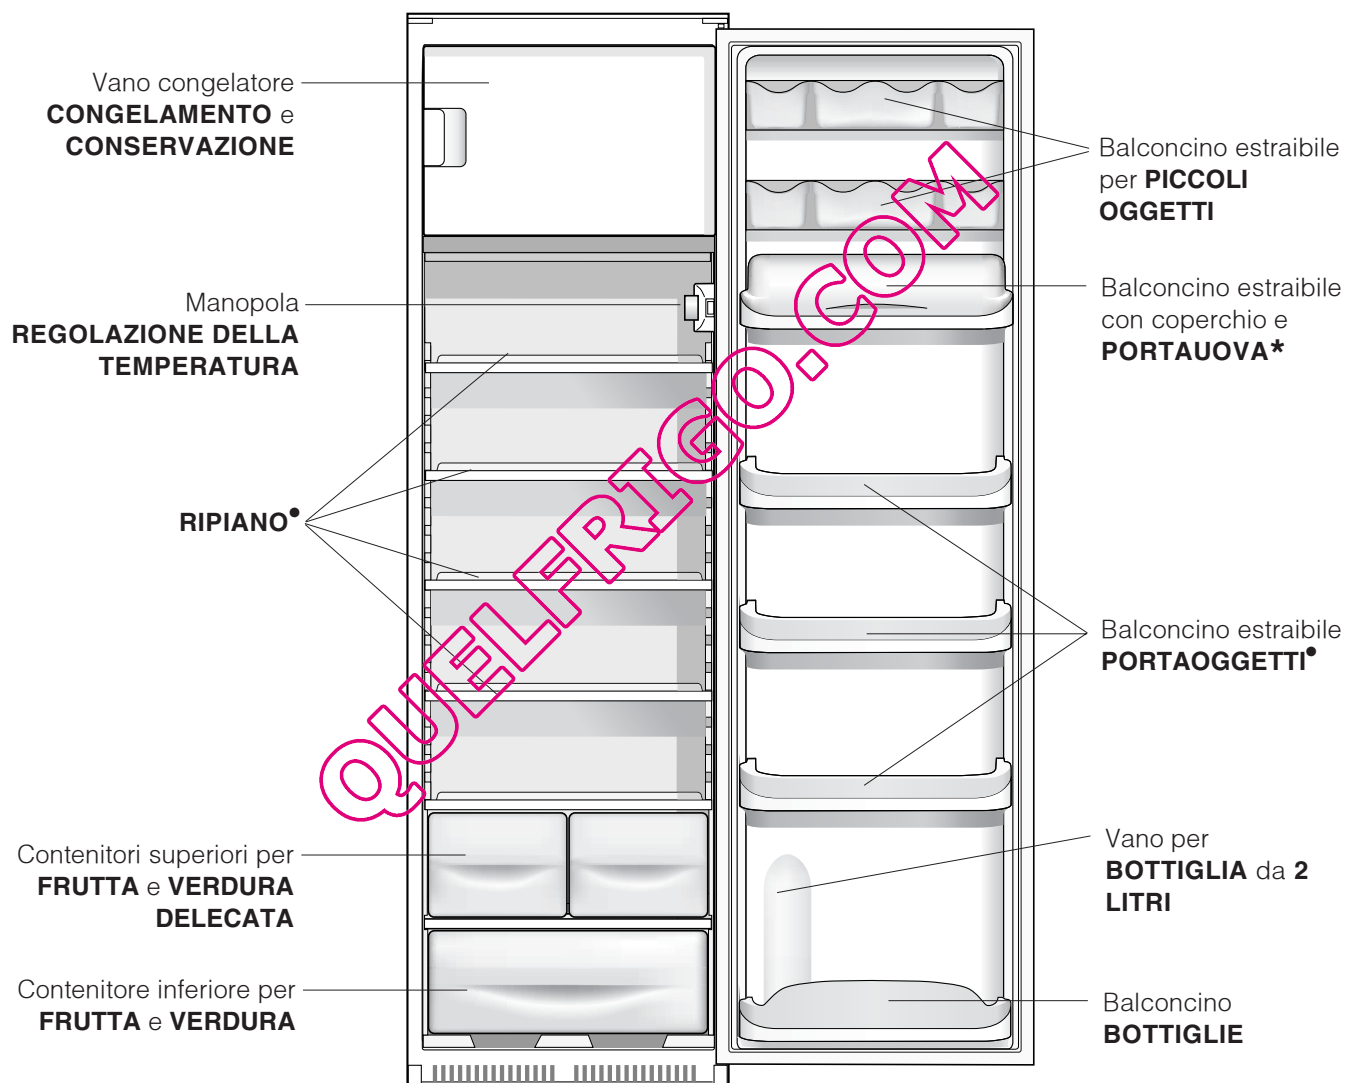 Vano congelatore
CONGELAMENTO e
CONSERVAZIONE
Manopola
REGOLAZIONE DELLA
TEMPERATURA
RIPIANO•
Contenitori superiori per
FRUTTA e VERDURA
DELECATA
Contenitore inferiore per
FRUTTA e VERDURA
Balconcino estraibile
per PICCOLI
OGGETTI
Balconcino estraibile
con coperchio e
PORTAUOVA*
Balconcino estraibile
PORTAOGGETTI•
Vano per
BOTTIGLIA da 2
LITRI
Balconcino
BOTTIGLIE
QUELFRIGO.COM